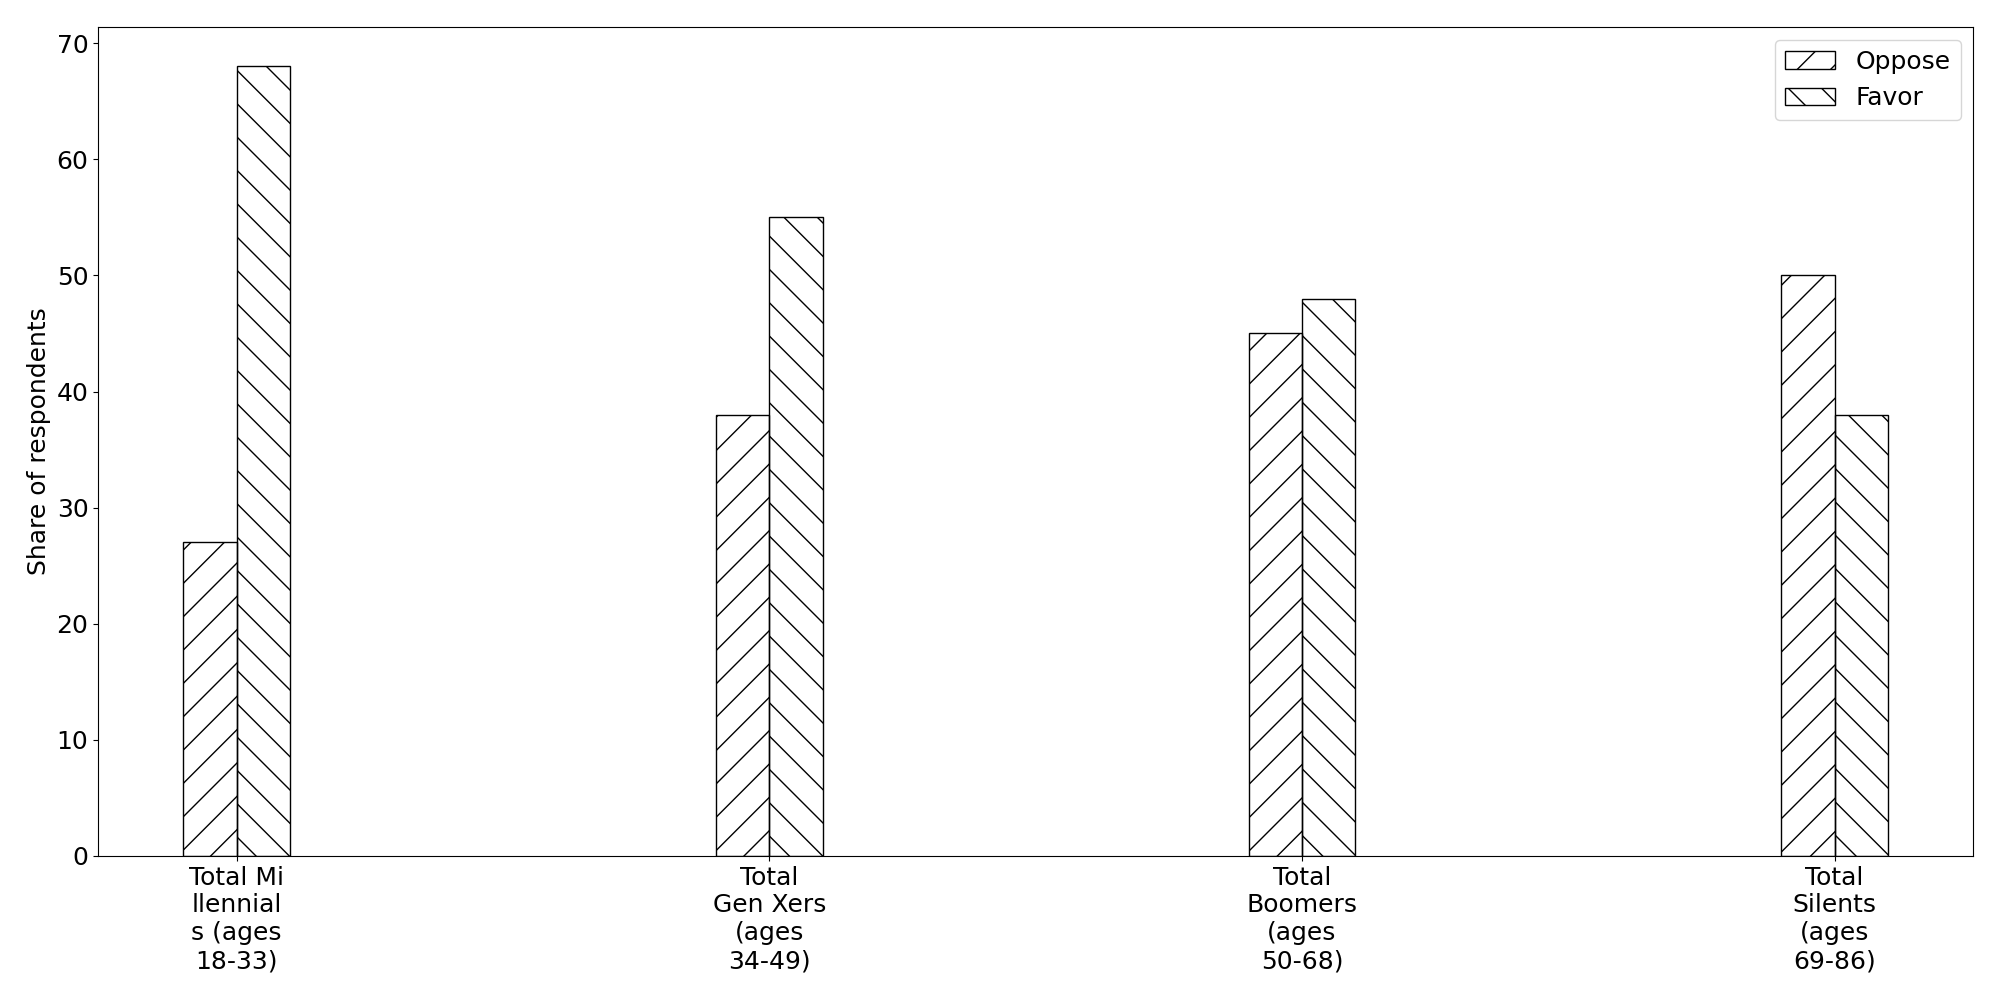 70
60
50
40
30
20
10
0
Share of respondents
Oppose
Favor
Total Mi
llennial
s (ages
18-33)
Total
Gen Xers
(ages
34-49)
Total
Boomers
(ages
50-68)
Total
Silents
(ages
69-86)